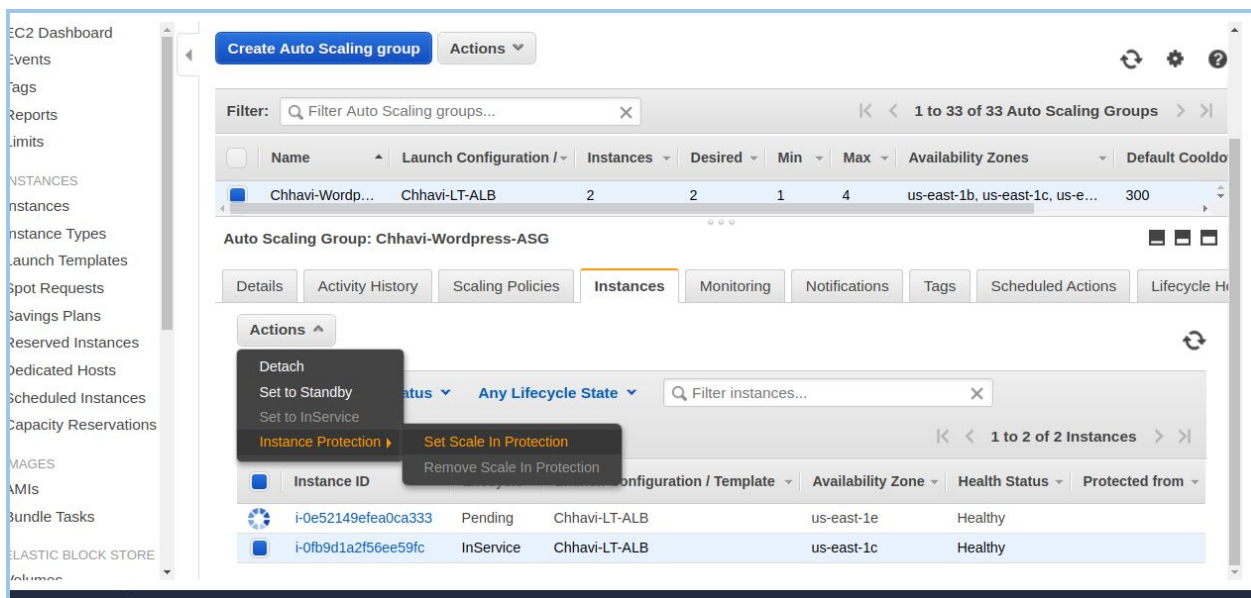 EC2 Dashboard
Events
Tags
Reports
Limits
INSTANCES
Instances
Instance Types
Launch Templates
Spot Requests
Savings Plans
Reserved Instances
Dedicated Hosts
Scheduled Instances
Capacity Reservations
IMAGES
AMIs
Bundle Tasks
ELASTIC BLOCK STORE
Volumes
Create Auto Scaling group Actions
Filter: Filter Auto Scaling groups... 1 to 33 of 33 Auto Scaling Groups
Name Launch Configuration / Instances Desired Min Max Availability Zones Default Cooldo
Chhavi-Wordp... Chhavi-LT-ALB 2 2 1 4 us-east-1b, us-east-1c, us-e... 300
Auto Scaling Group: Chhavi-Wordpress-ASG
Details Activity History Scaling Policies Instances Monitoring Notifications Tags Scheduled Actions Lifecycle Ho
Actions
Detach
Set to Standby
Set to InService
Instance Protection
Set Scale In Protection
Remove Scale In Protection
atus Any Lifecycle State Filter instances...
1 to 2 of 2 Instances
Instance ID Lifecycle Launch Configuration / Template Availability Zone Health Status Protected from
i-0e52149efea0ca333 Pending Chhavi-LT-ALB us-east-1e Healthy
i-0fb9d1a2f56ee59fc InService Chhavi-LT-ALB us-east-1c Healthy